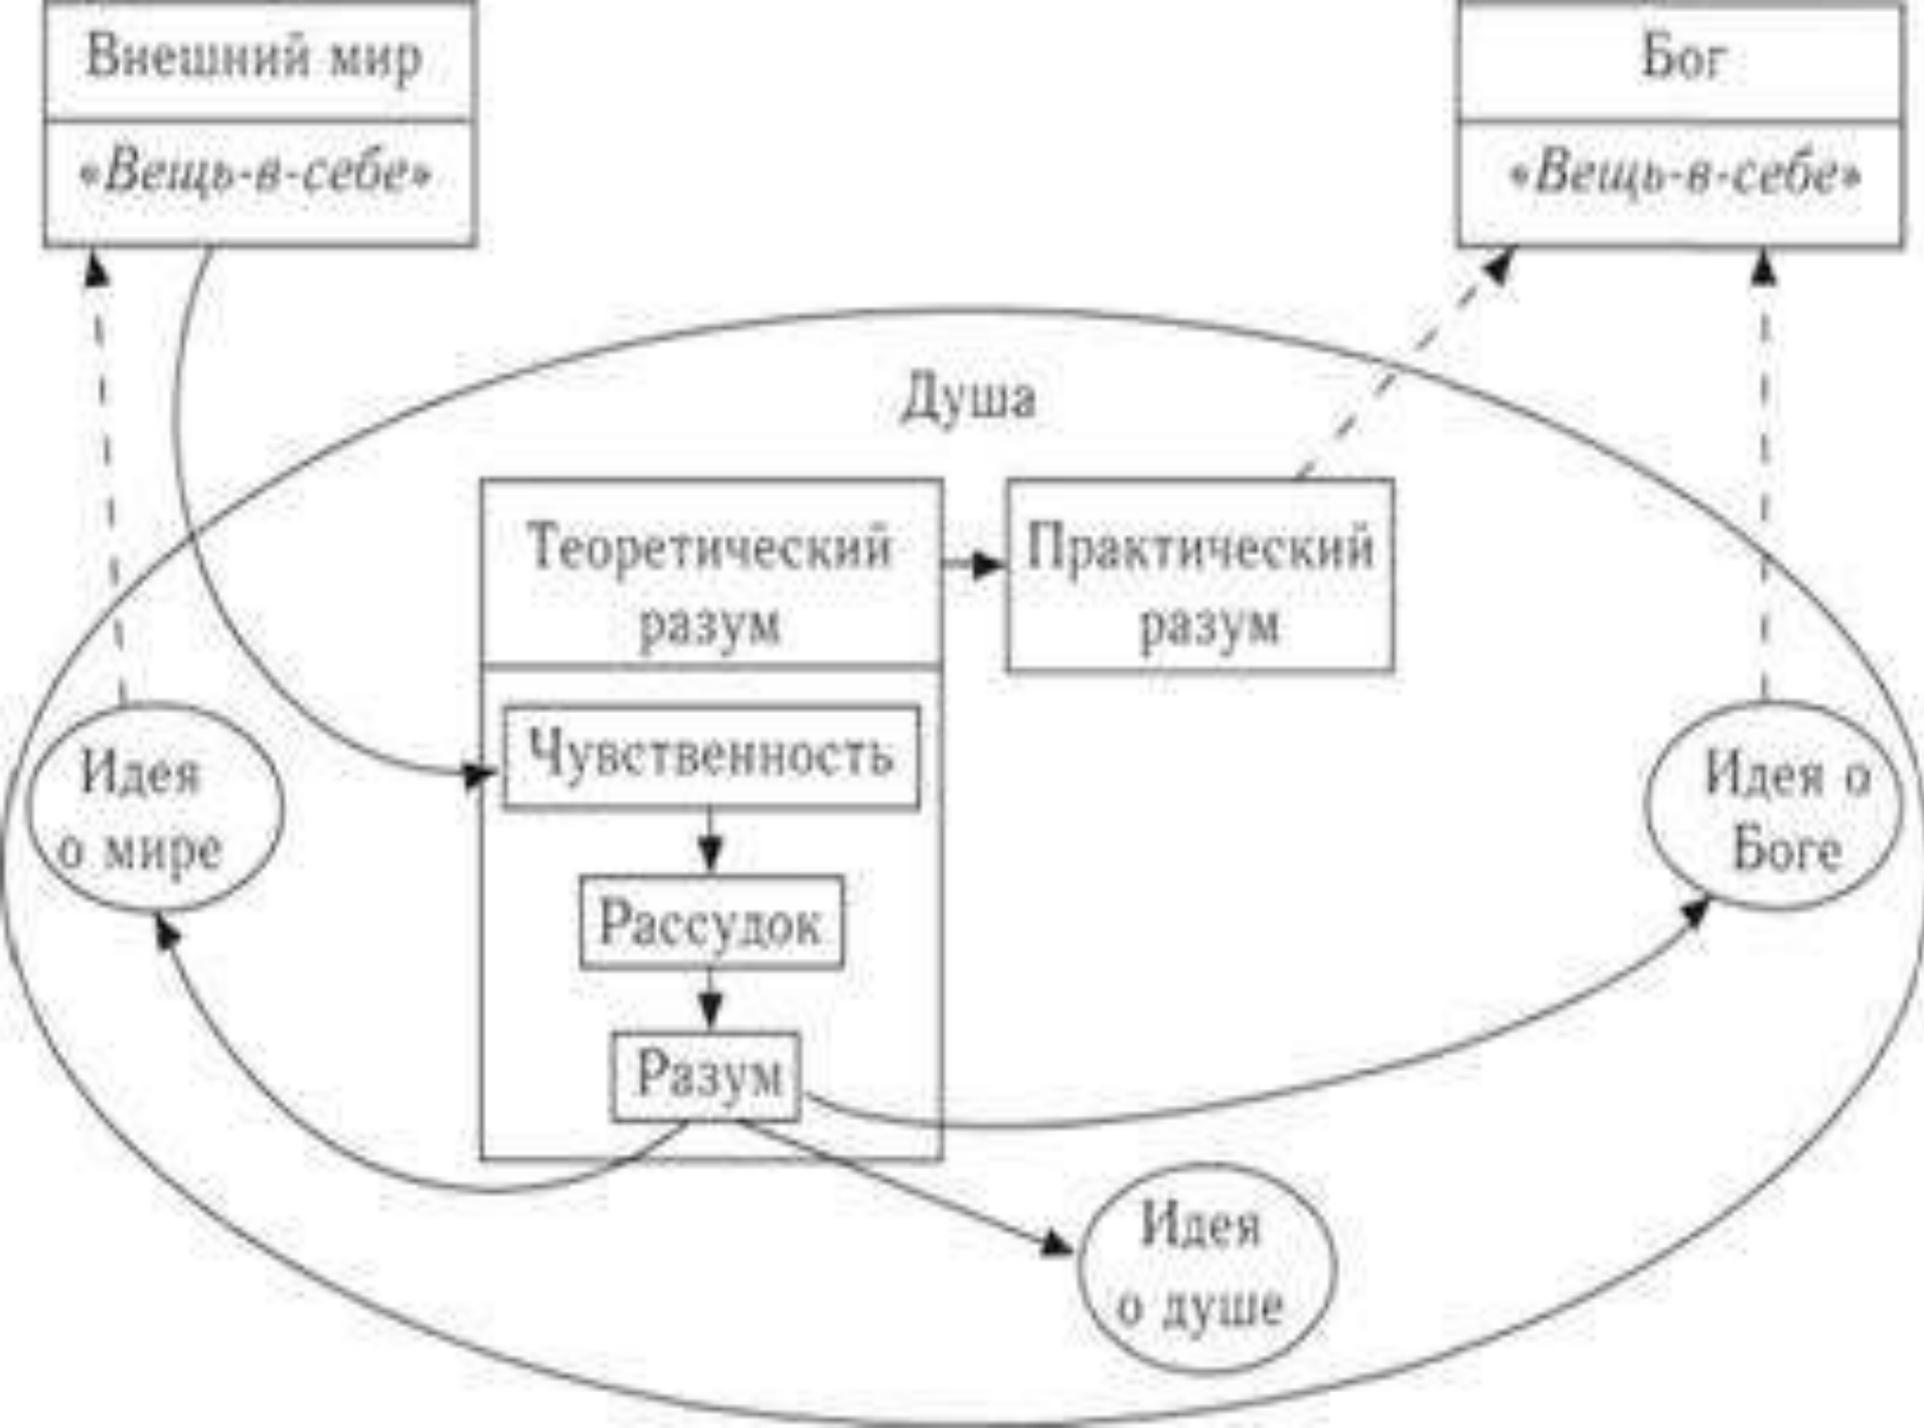 Внешний мир
«Вещь-в-себе»
Бог
«Вещь-в-себе»
Душа
Теоретический
разум
Практический
разум
Чувственность
Рассудок
Разум
Идея
о мире
Идея о
Боге
Идея
о душе